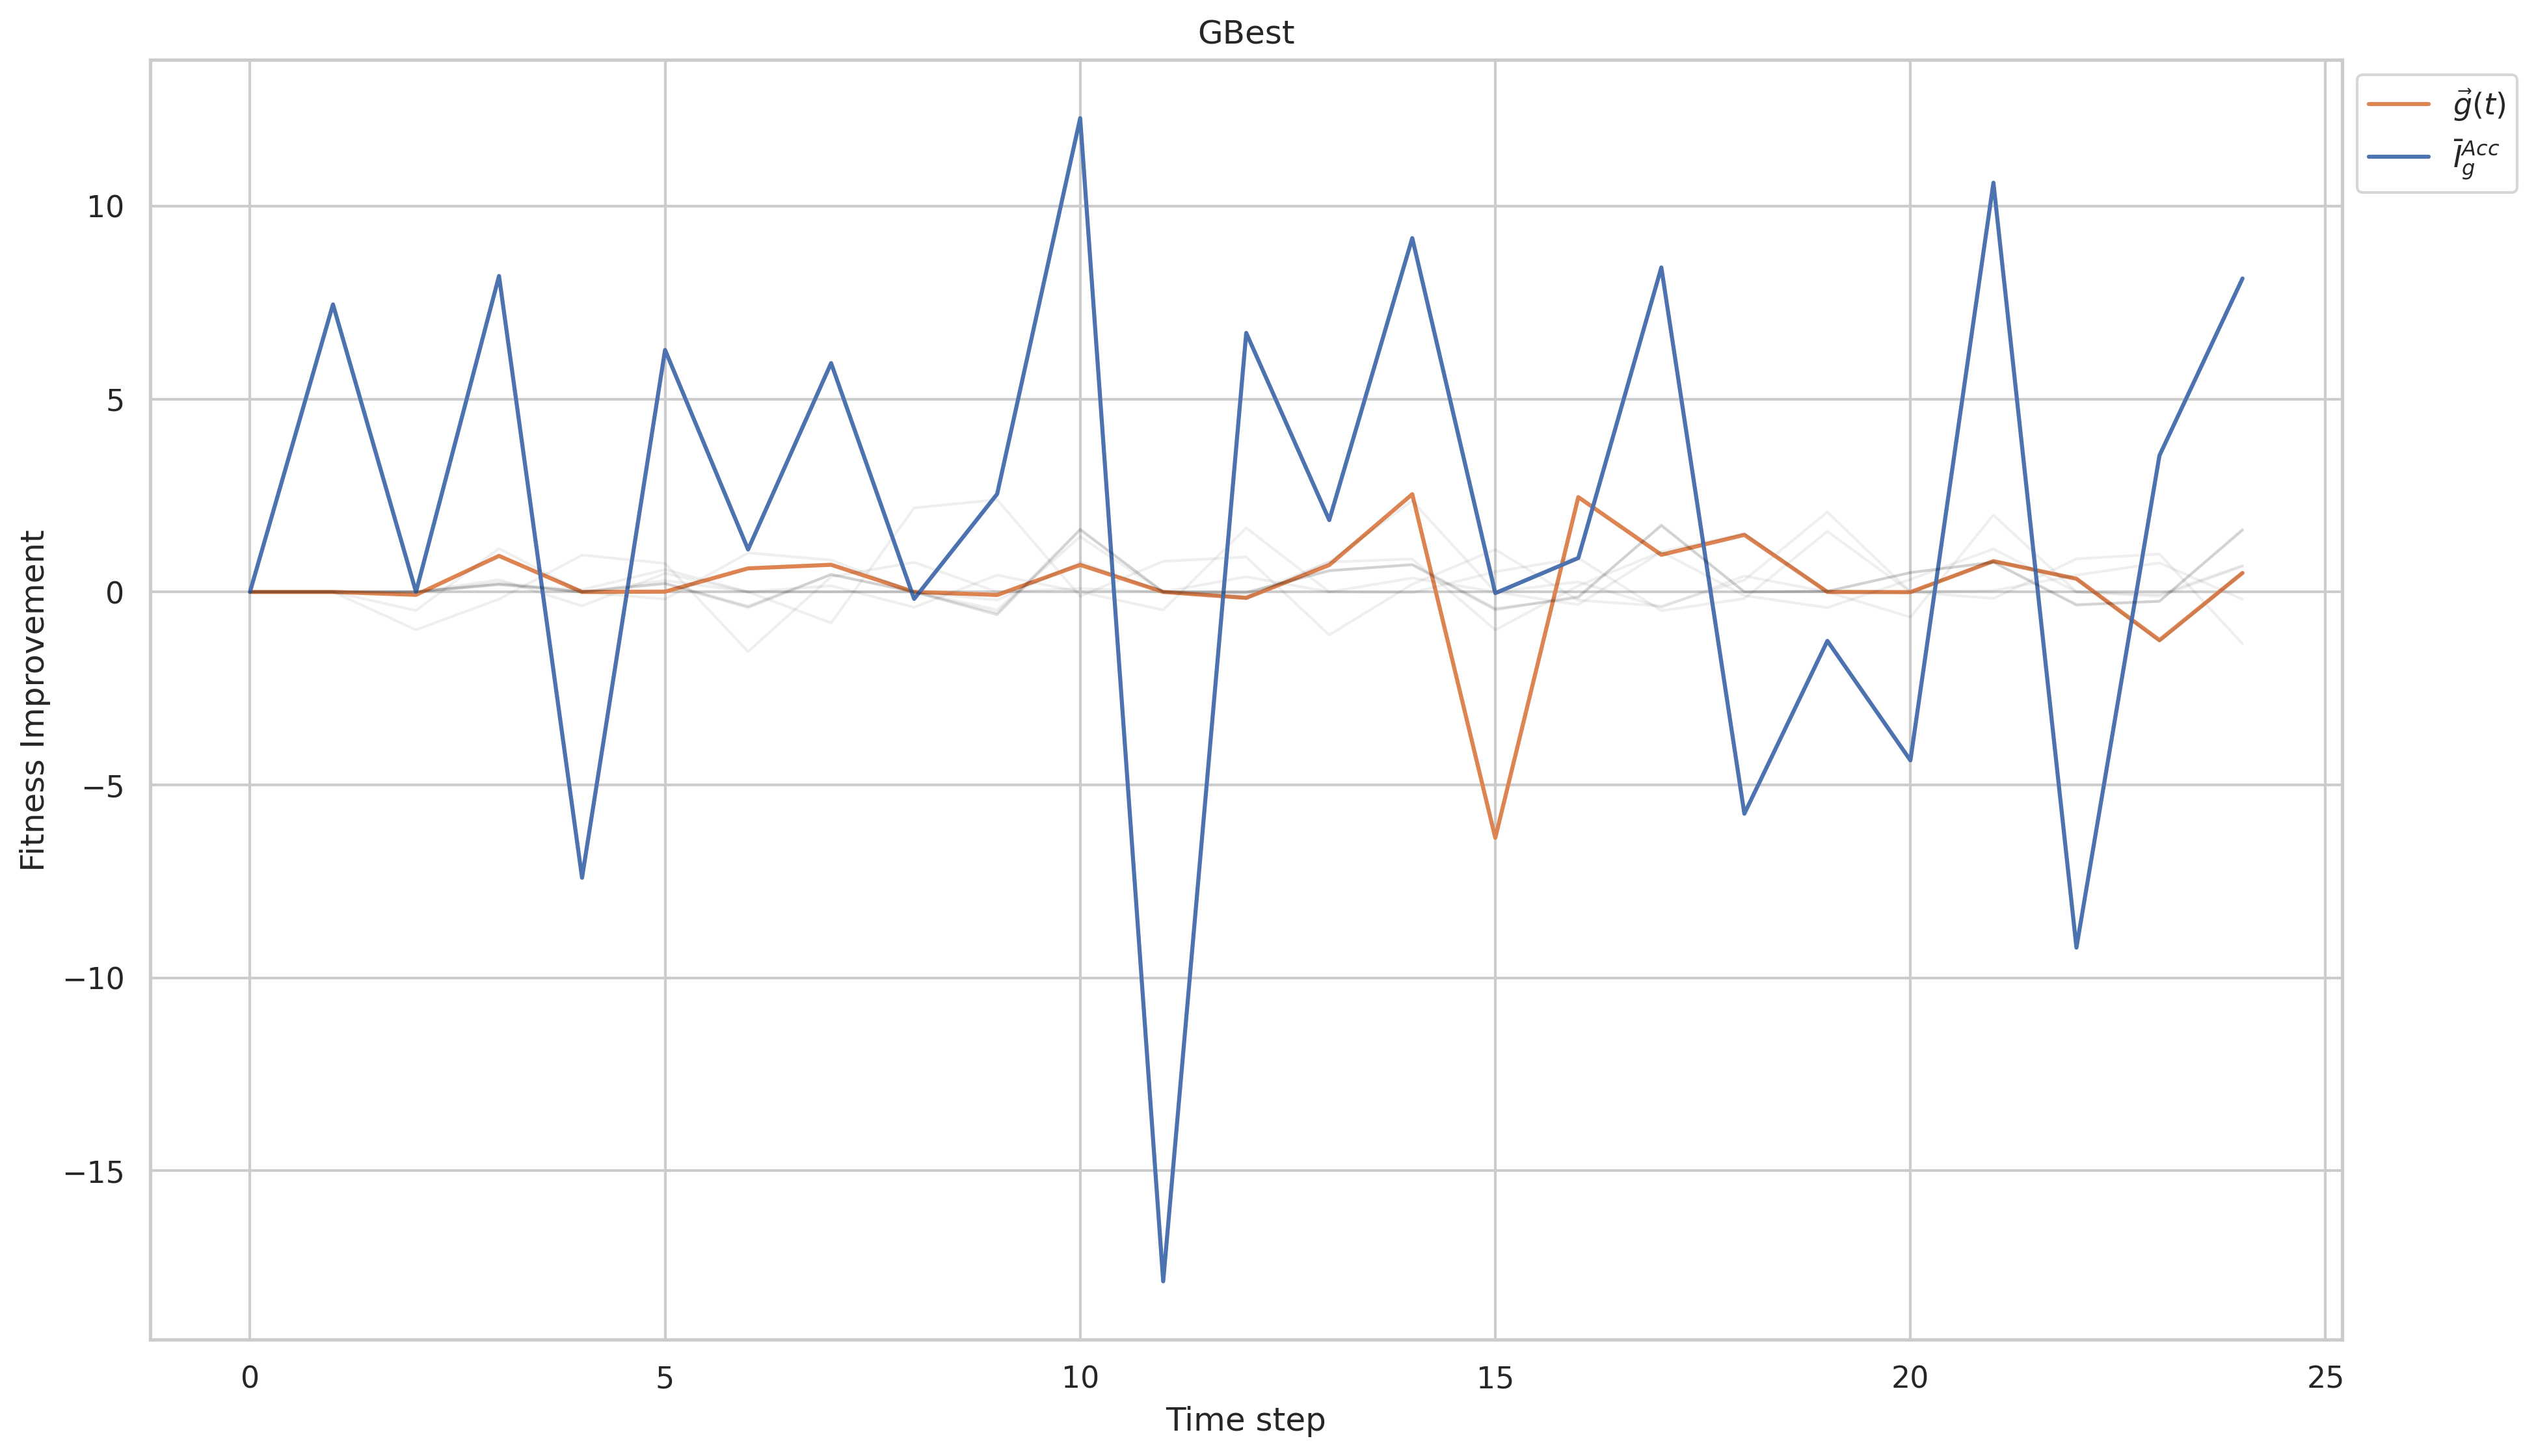 GBest
g⃗(t)
Ī_g^Acc
10
5
0
−5
−10
−15
Fitness Improvement
0 5 10 15 20 25
Time step